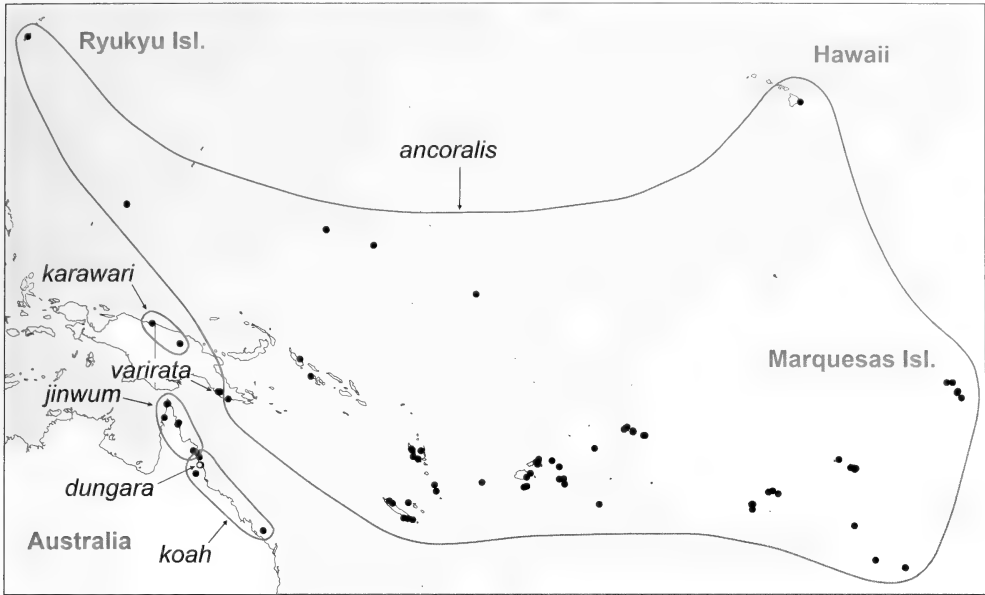 Ryukyu Isl.
Hawaii
ancoralis
karawari
Marquesas Isl.
varirata
jinwum
dungara
Australia
koah